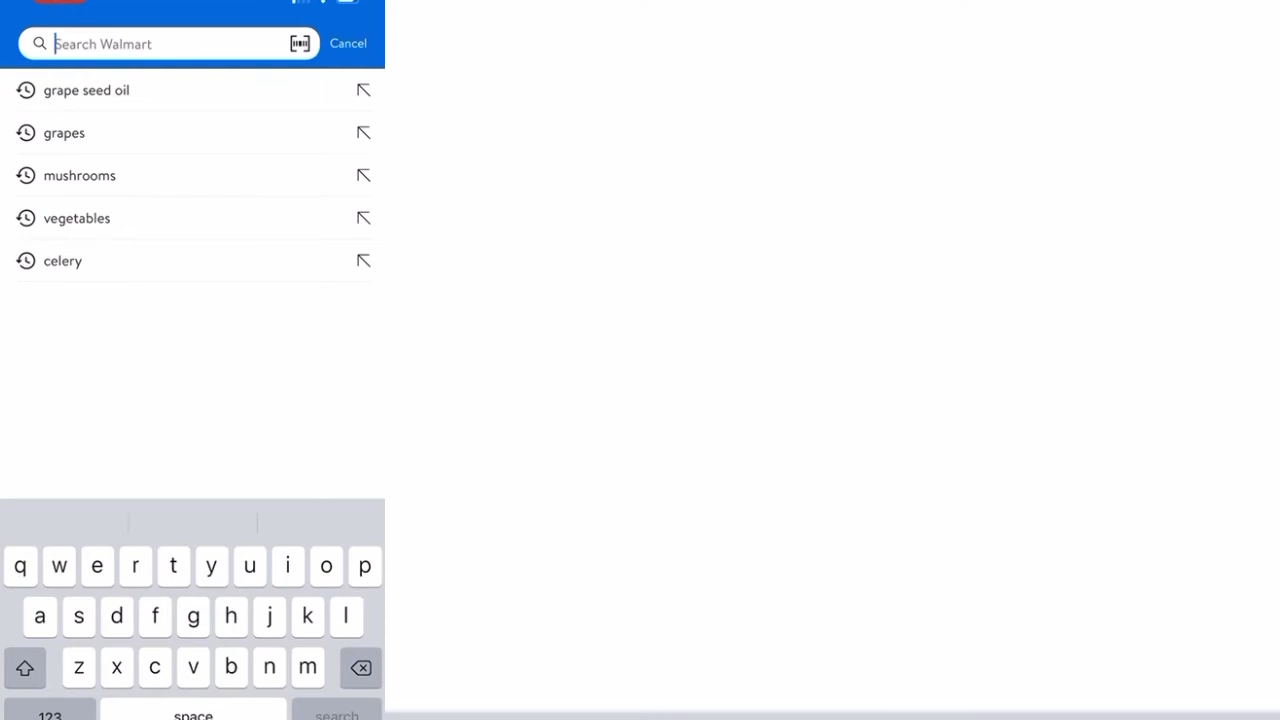 Search Walmart
Cancel
grape seed oil
grapes
mushrooms
vegetables
celery
q w e r t y u i o p
a s d f g h j k l
z x c v b n m
123 space search